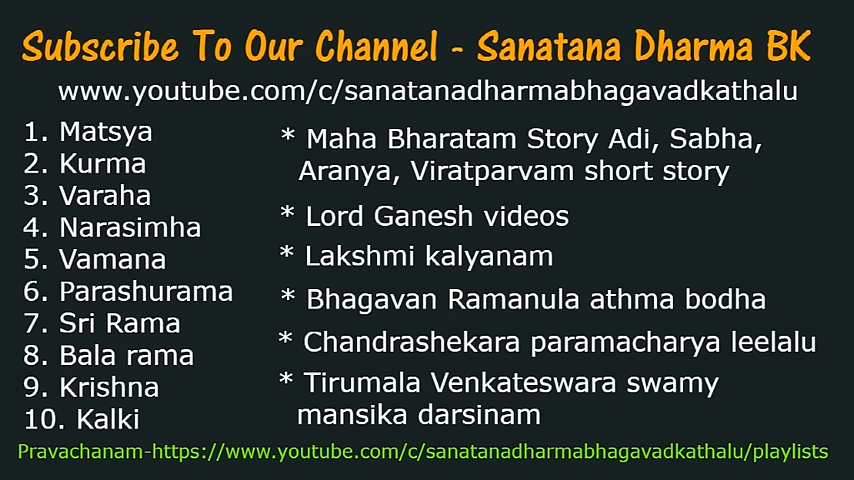 Subscribe To Our Channel - Sanatana Dharma BK
www.youtube.com/c/sanatanadharmabhagavadkathalu
1. Matsya
2. Kurma
3. Varaha
4. Narasimha
5. Vamana
6. Parashurama
7. Sri Rama
8. Bala rama
9. Krishna
10. Kalki
* Maha Bharatam Story Adi, Sabha,
Aranya, Viratparvam short story
* Lord Ganesh videos
* Lakshmi kalyanam
* Bhagavan Ramanula athma bodha
* Chandrashekara paramacharya leelalu
* Tirumala Venkateswara swamy
mansika darsinam
Pravachanam-https://www.youtube.com/c/sanatanadharmabhagavadkathalu/playlists